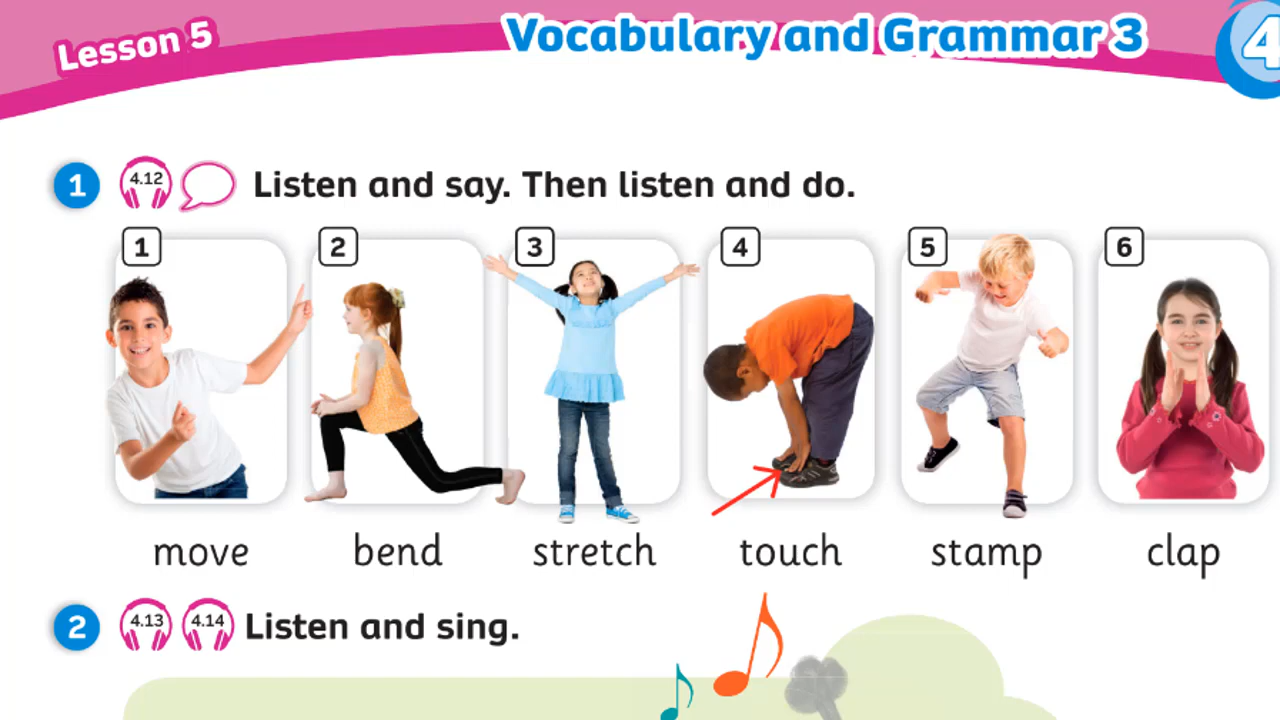 Lesson 5
Vocabulary and Grammar 3
4
1 4.12 Listen and say. Then listen and do.
1 2 3 4 5 6
move bend stretch touch stamp clap
2 4.13 4.14 Listen and sing.